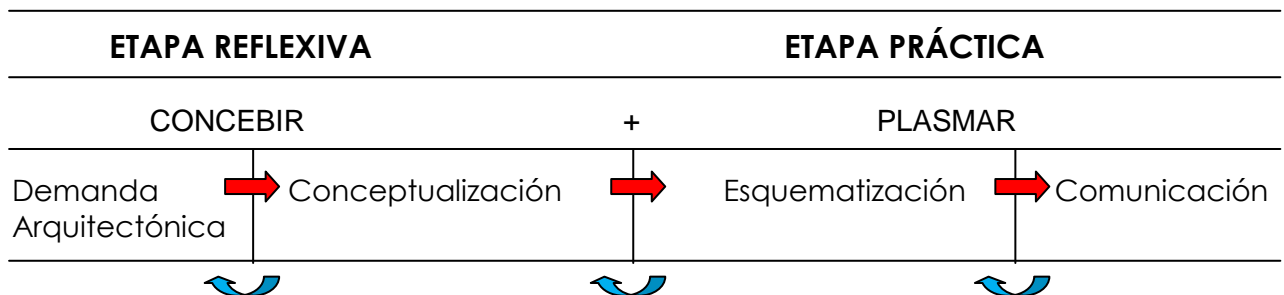 ETAPA REFLEXIVA ETAPA PRÁCTICA
CONCEBIR + PLASMAR
Demanda Conceptualización Esquematización Comunicación
Arquitectónica